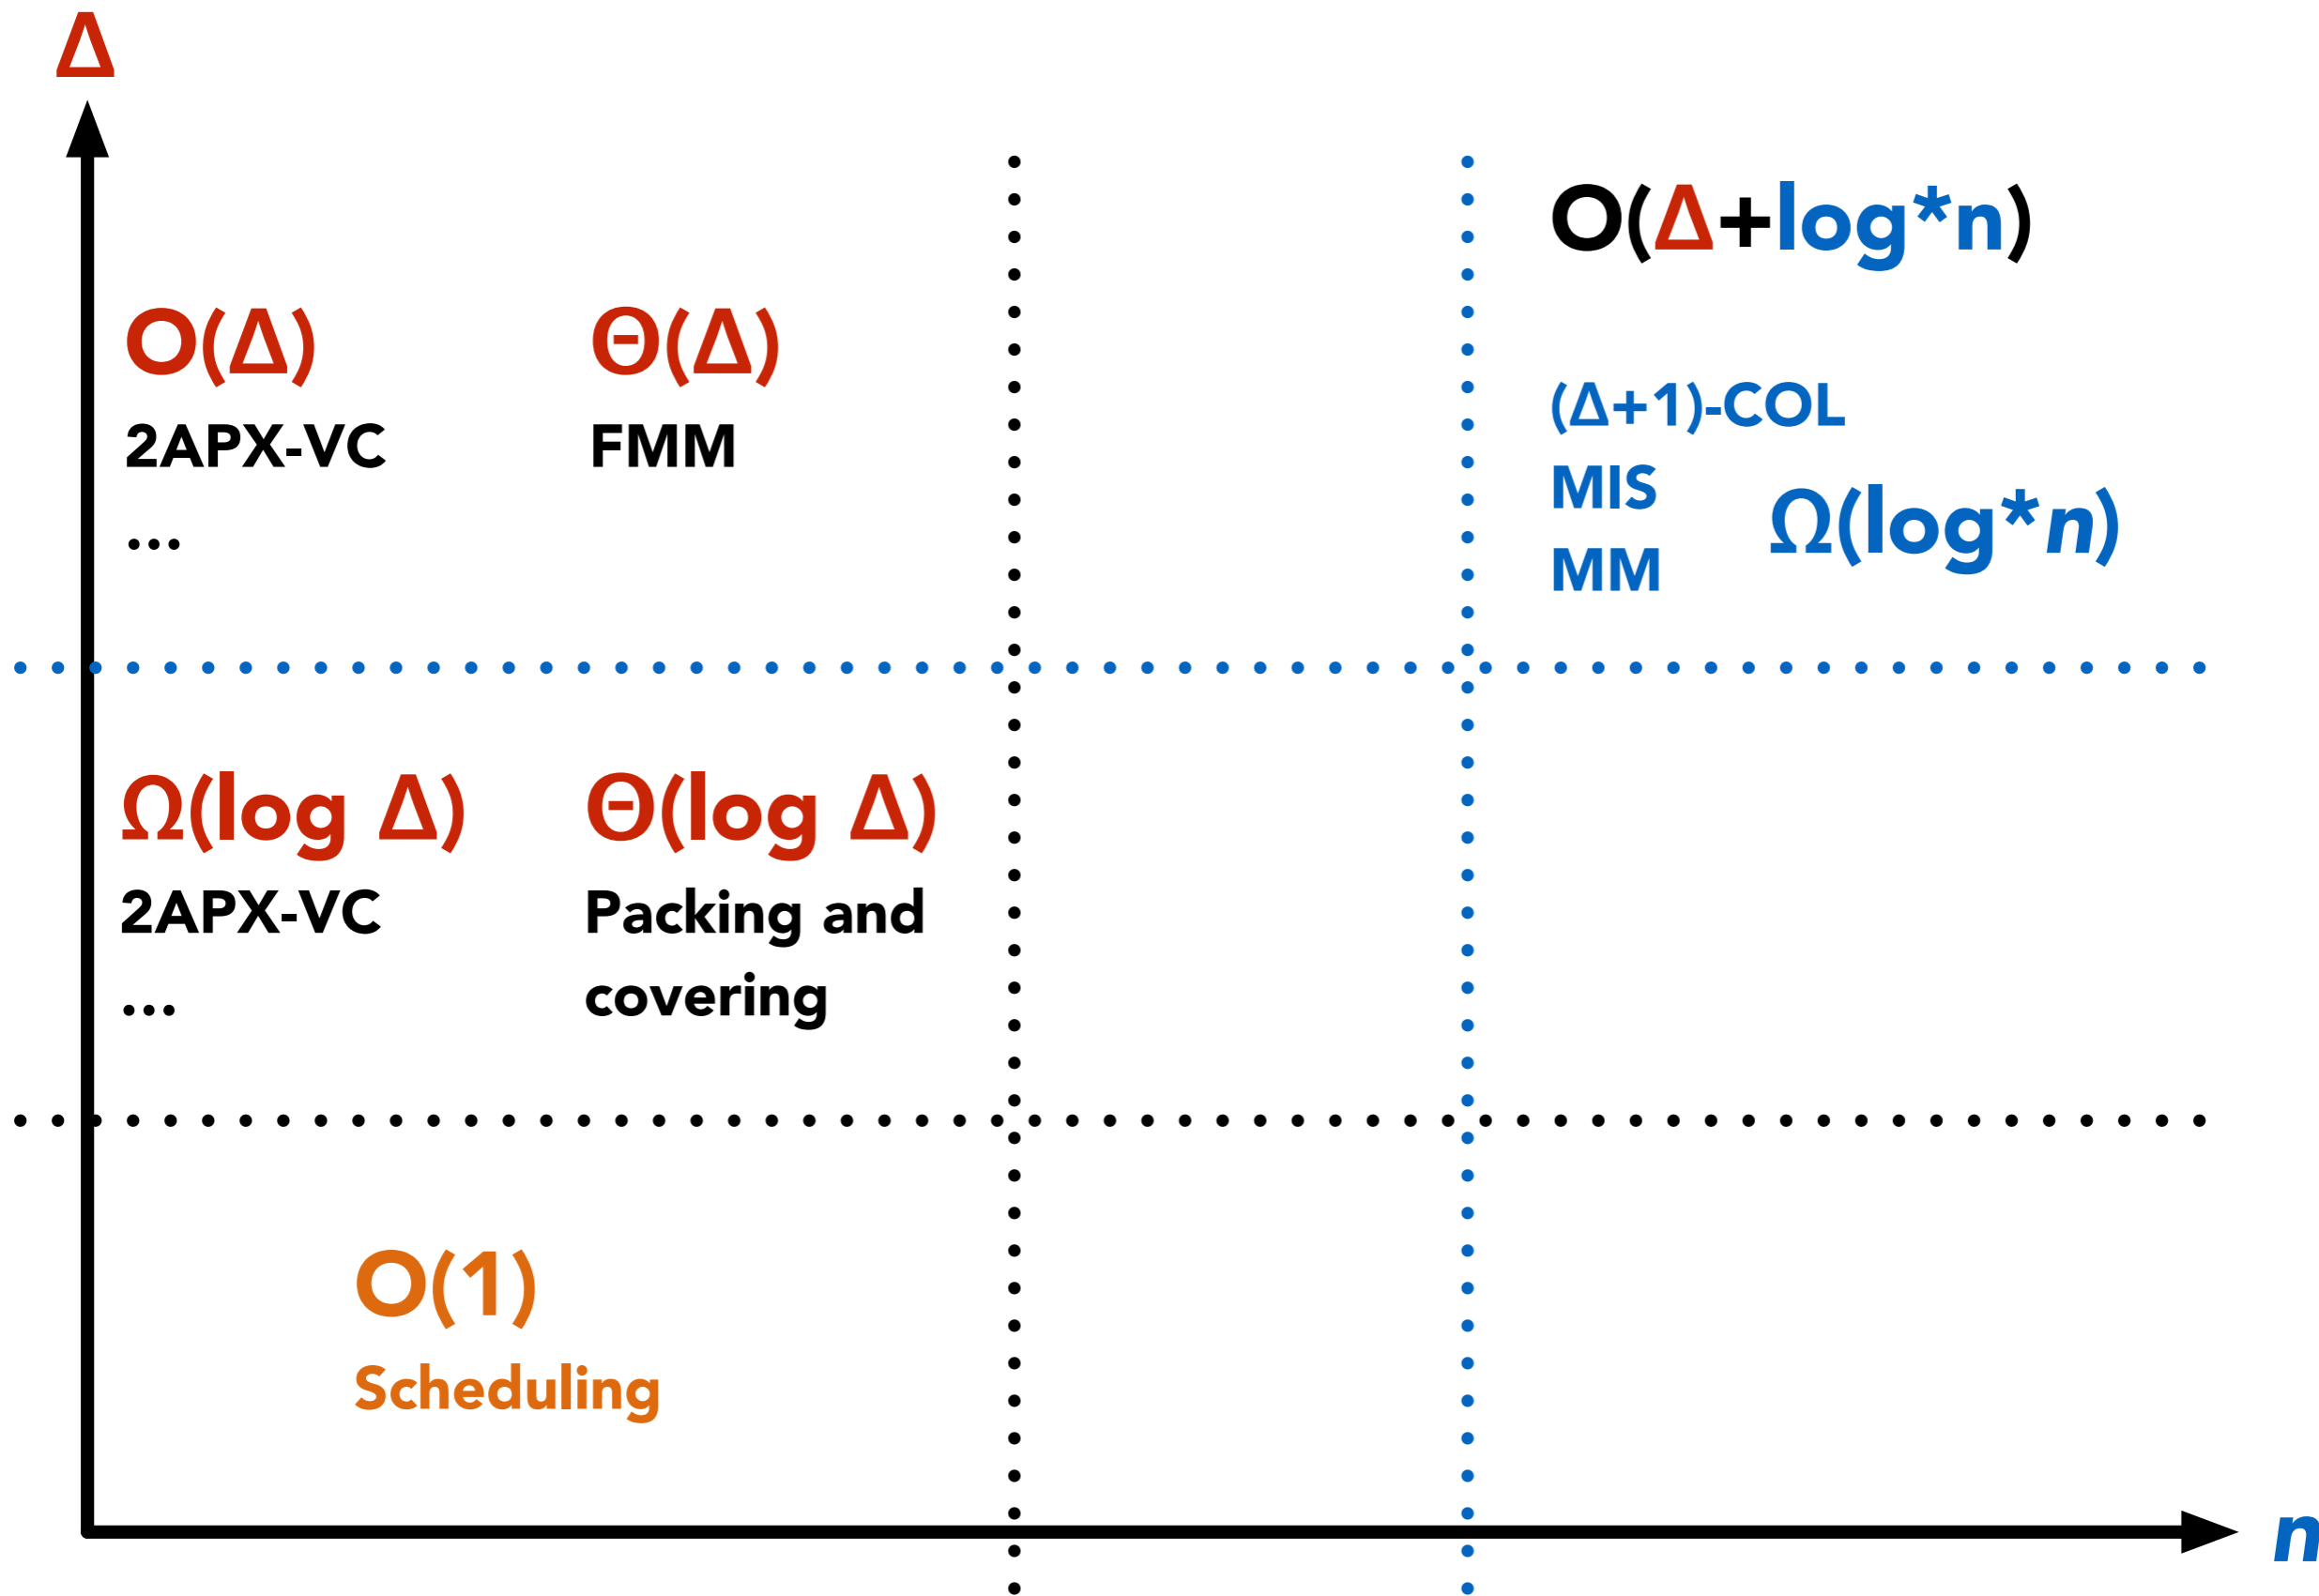 Δ
O(Δ+log*n)
O(Δ)
Θ(Δ)
2APX-VC
FMM
...
(Δ+1)-COL
MIS
MM
Ω(log*n)
Ω(log Δ)
Θ(log Δ)
2APX-VC
...
Packing and
covering
O(1)
Scheduling
n